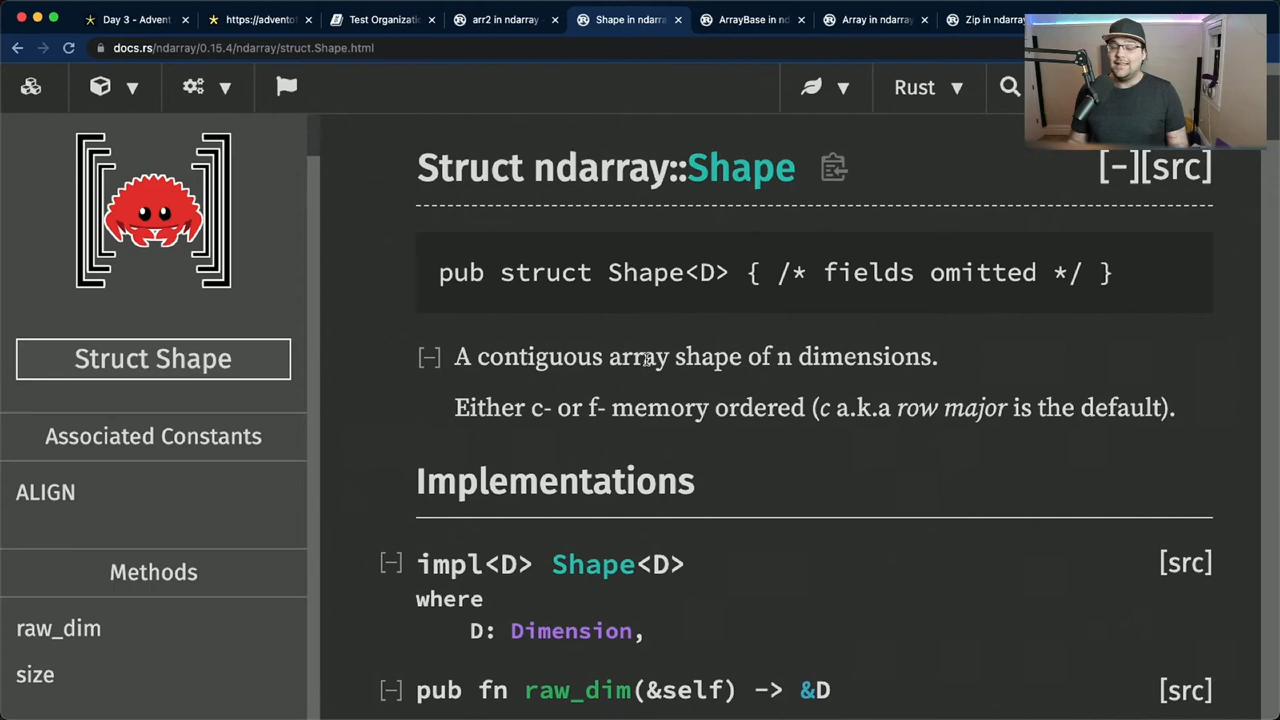 Day 3 - Advent
https://advento
Test Organizatio
arr2 in ndarray
Shape in ndarra
ArrayBase in nd
Array in ndarray
Zip in ndarra
docs.rs/ndarray/0.15.4/ndarray/struct.Shape.html
Rust
Struct ndarray::Shape
[-][src]
pub struct Shape<D> { /* fields omitted */ }
Struct Shape
[-] A contiguous array shape of n dimensions.
Either c- or f- memory ordered (c a.k.a row major is the default).
Associated Constants
ALIGN
Implementations
[-] impl<D> Shape<D> [src]
where
D: Dimension,
Methods
raw_dim
size
[-] pub fn raw_dim(&self) -> &D [src]